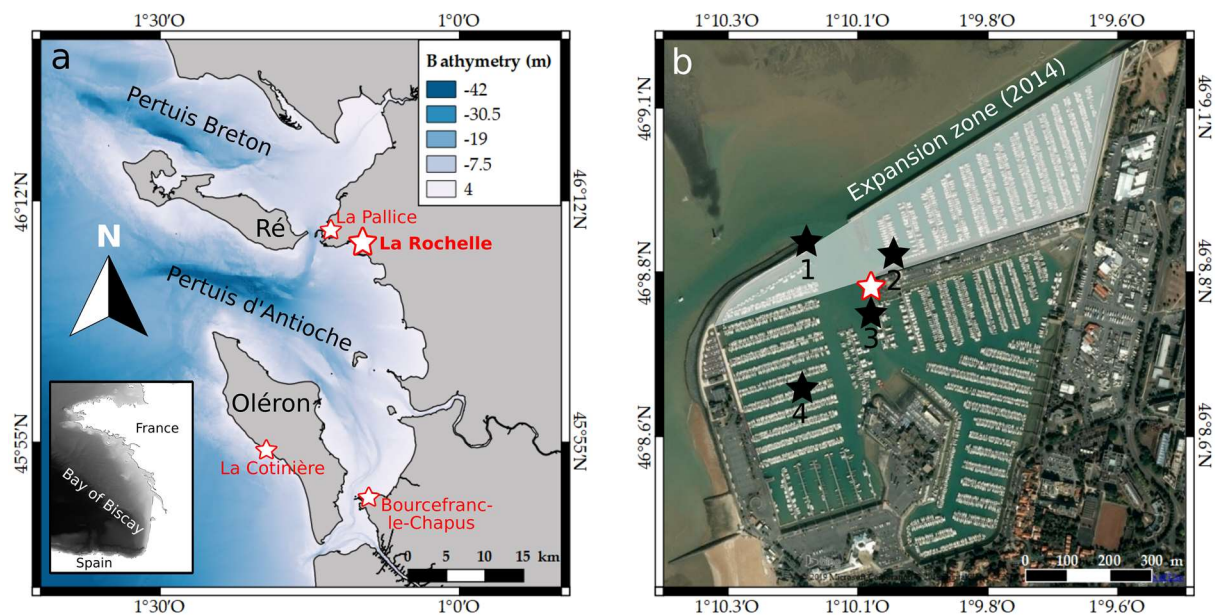 1°30'O
1°0'O
a
Bathymetry (m)
-42
-30.5
-19
-7.5
4
Pertuis Breton
46°12'N
46°12'N
La Pallice
Ré
La Rochelle
N
Pertuis d'Antioche
Oléron
France
45°55'N
45°55'N
La Cotinière
Bay of Biscay
Bourcefranc-
le-Chapus
Spain
0 5 10 15 km
1°30'O
1°0'O
1°10.3'O
1°10.1'O
1°9.8'O
1°9.6'O
b
Expansion zone (2014)
46°9.1'N
46°9.1'N
1
2
46°8.8'N
46°8.8'N
3
4
46°8.6'N
46°8.6'N
0 100 200 300 m
1°10.3'O
1°10.1'O
1°9.8'O
1°9.6'O